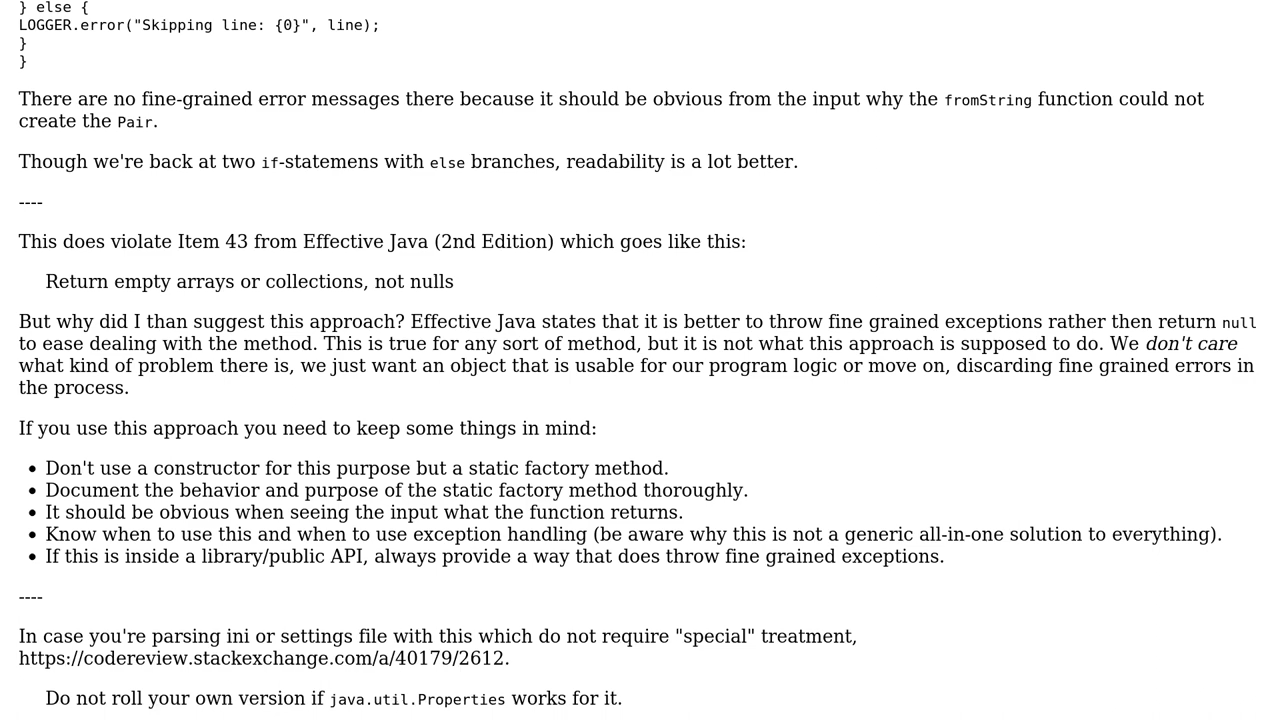 } else {
LOGGER.error("Skipping line: {0}", line);
}
}
There are no fine-grained error messages there because it should be obvious from the input why the fromString function could not
create the Pair.
Though we're back at two if-statemens with else branches, readability is a lot better.
----
This does violate Item 43 from Effective Java (2nd Edition) which goes like this:
Return empty arrays or collections, not nulls
But why did I than suggest this approach? Effective Java states that it is better to throw fine grained exceptions rather then return null
to ease dealing with the method. This is true for any sort of method, but it is not what this approach is supposed to do. We don't care
what kind of problem there is, we just want an object that is usable for our program logic or move on, discarding fine grained errors in
the process.
If you use this approach you need to keep some things in mind:
• Don't use a constructor for this purpose but a static factory method.
• Document the behavior and purpose of the static factory method thoroughly.
• It should be obvious when seeing the input what the function returns.
• Know when to use this and when to use exception handling (be aware why this is not a generic all-in-one solution to everything).
• If this is inside a library/public API, always provide a way that does throw fine grained exceptions.
----
In case you're parsing ini or settings file with this which do not require "special" treatment,
https://codereview.stackexchange.com/a/40179/2612.
Do not roll your own version if java.util.Properties works for it.